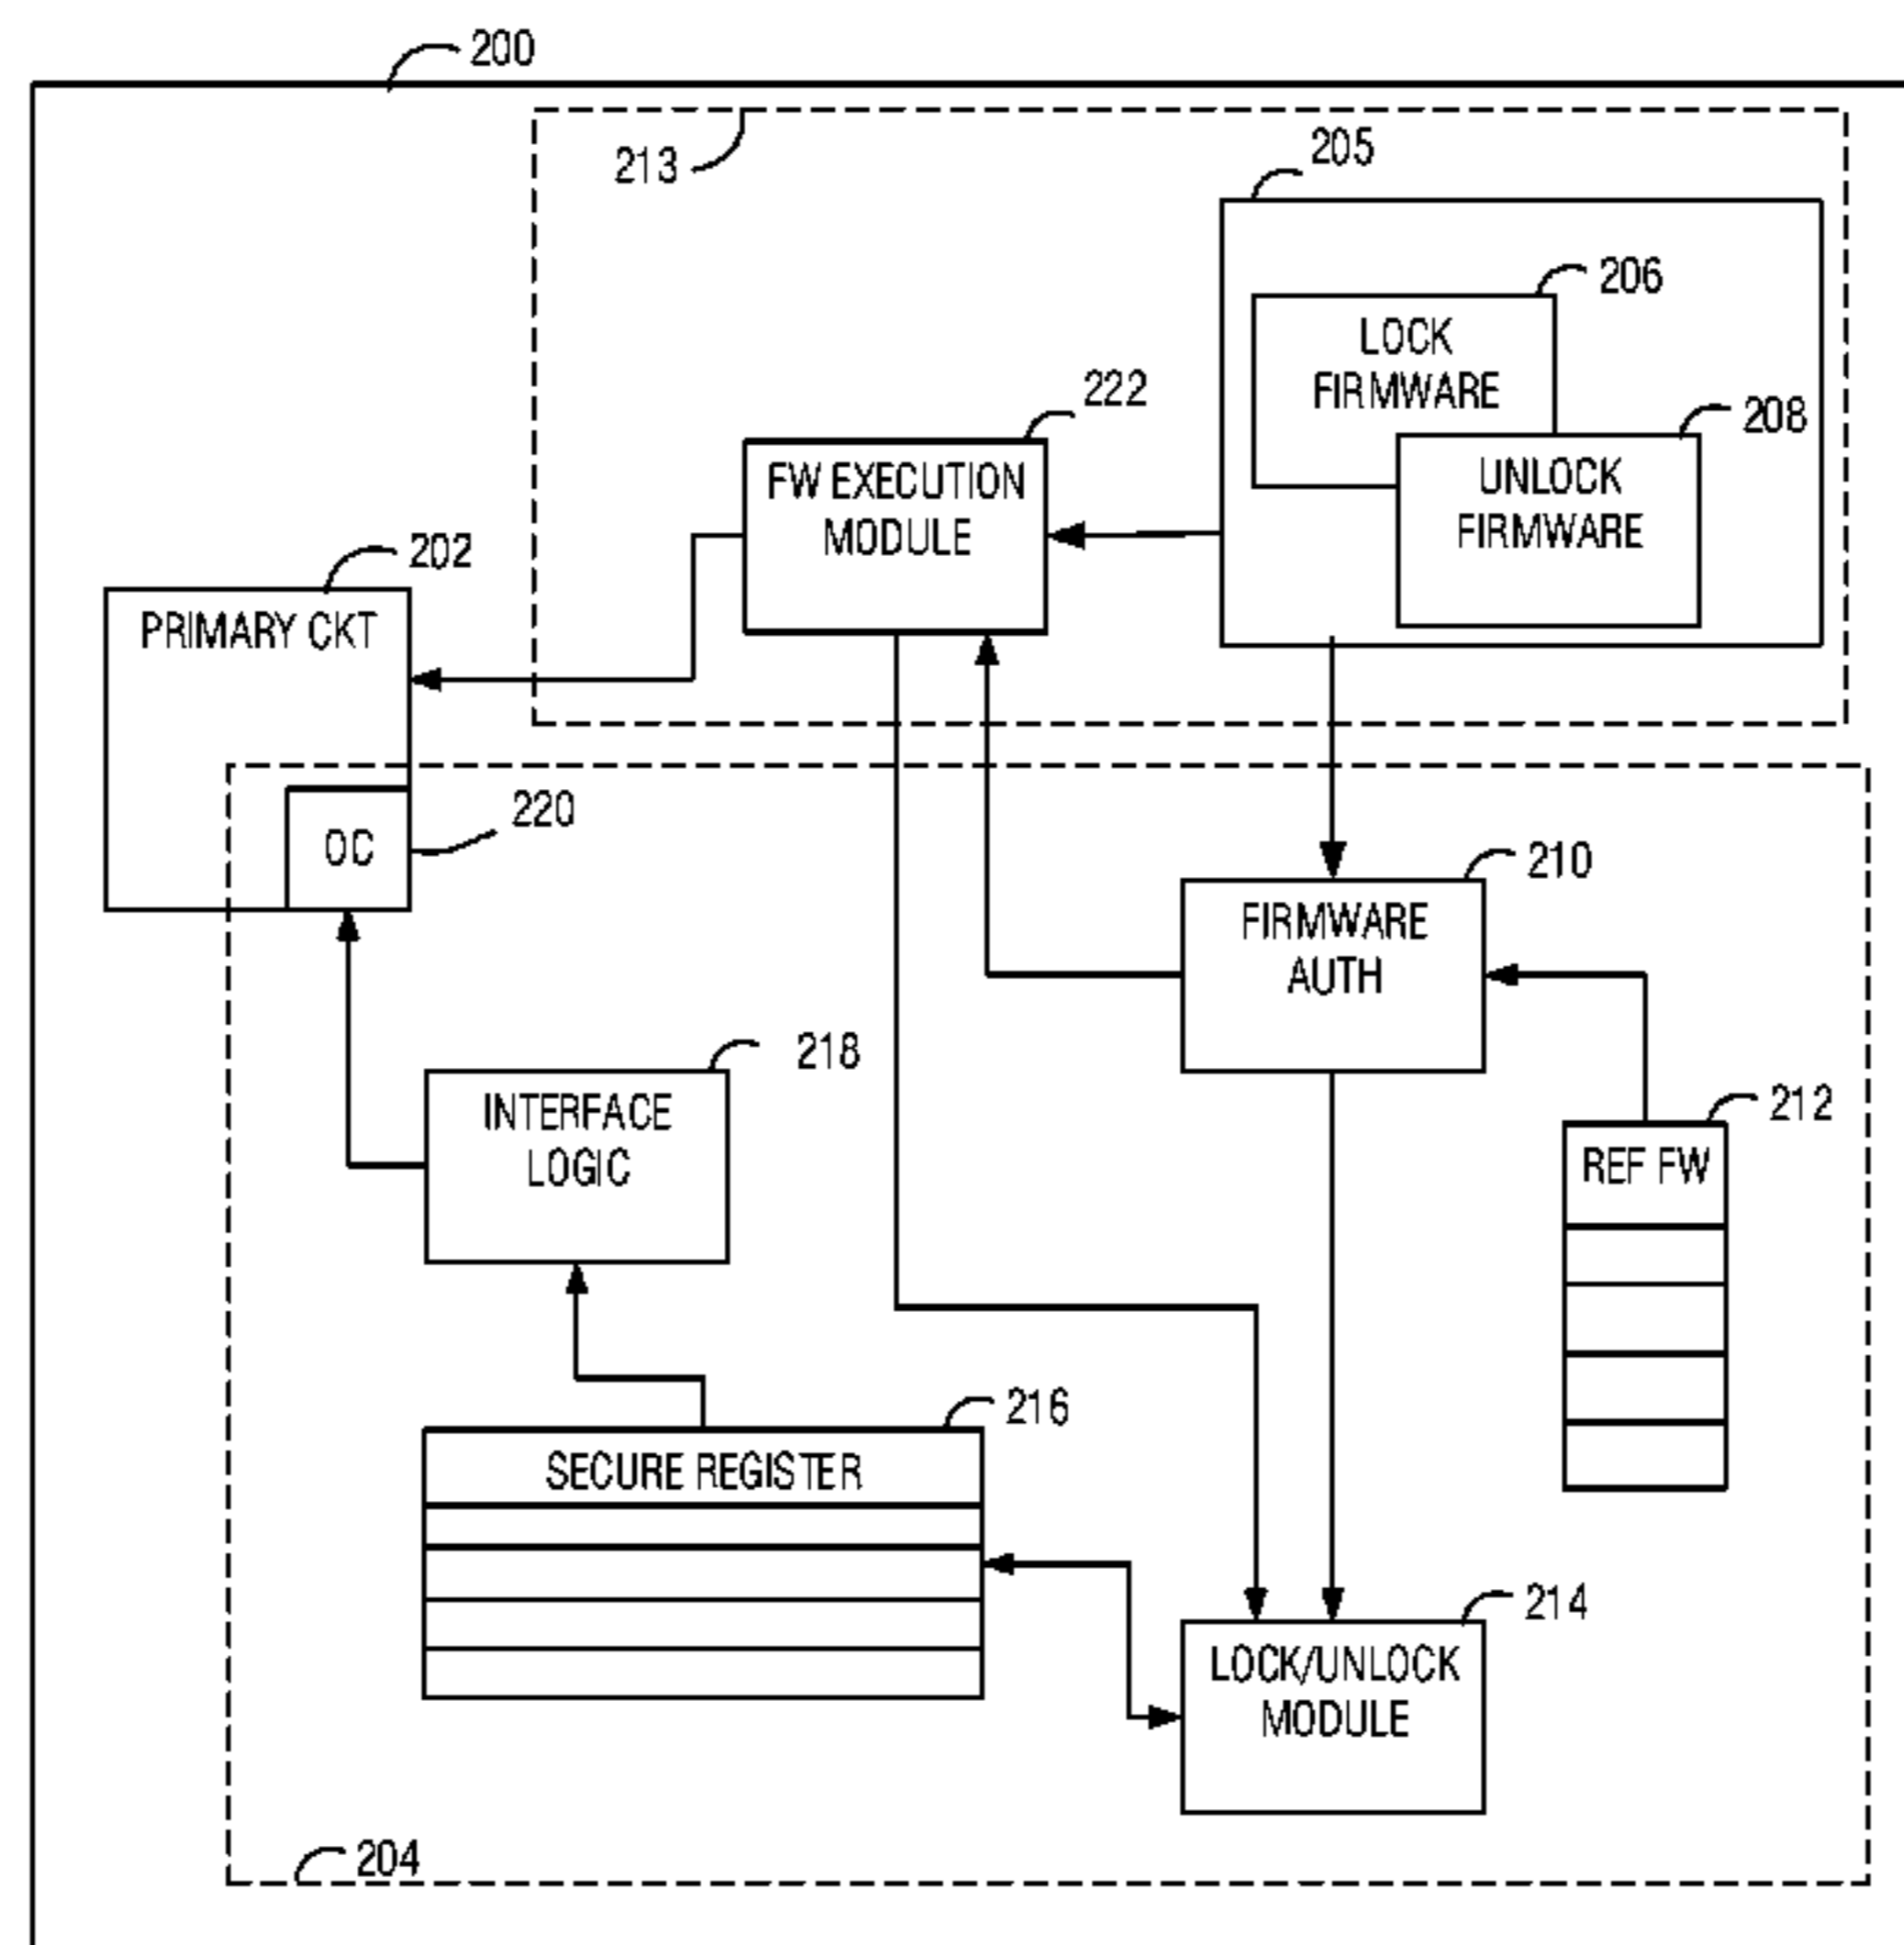 200
213
205
206
LOCK
FIRMWARE
222
208
FW EXECUTION
MODULE
UNLOCK
FIRMWARE
202
PRIMARY CKT
220
OC
210
FIRMWARE
AUTH
218
INTERFACE
LOGIC
212
REF FW
216
SECURE REGISTER
214
LOCK/UNLOCK
MODULE
204